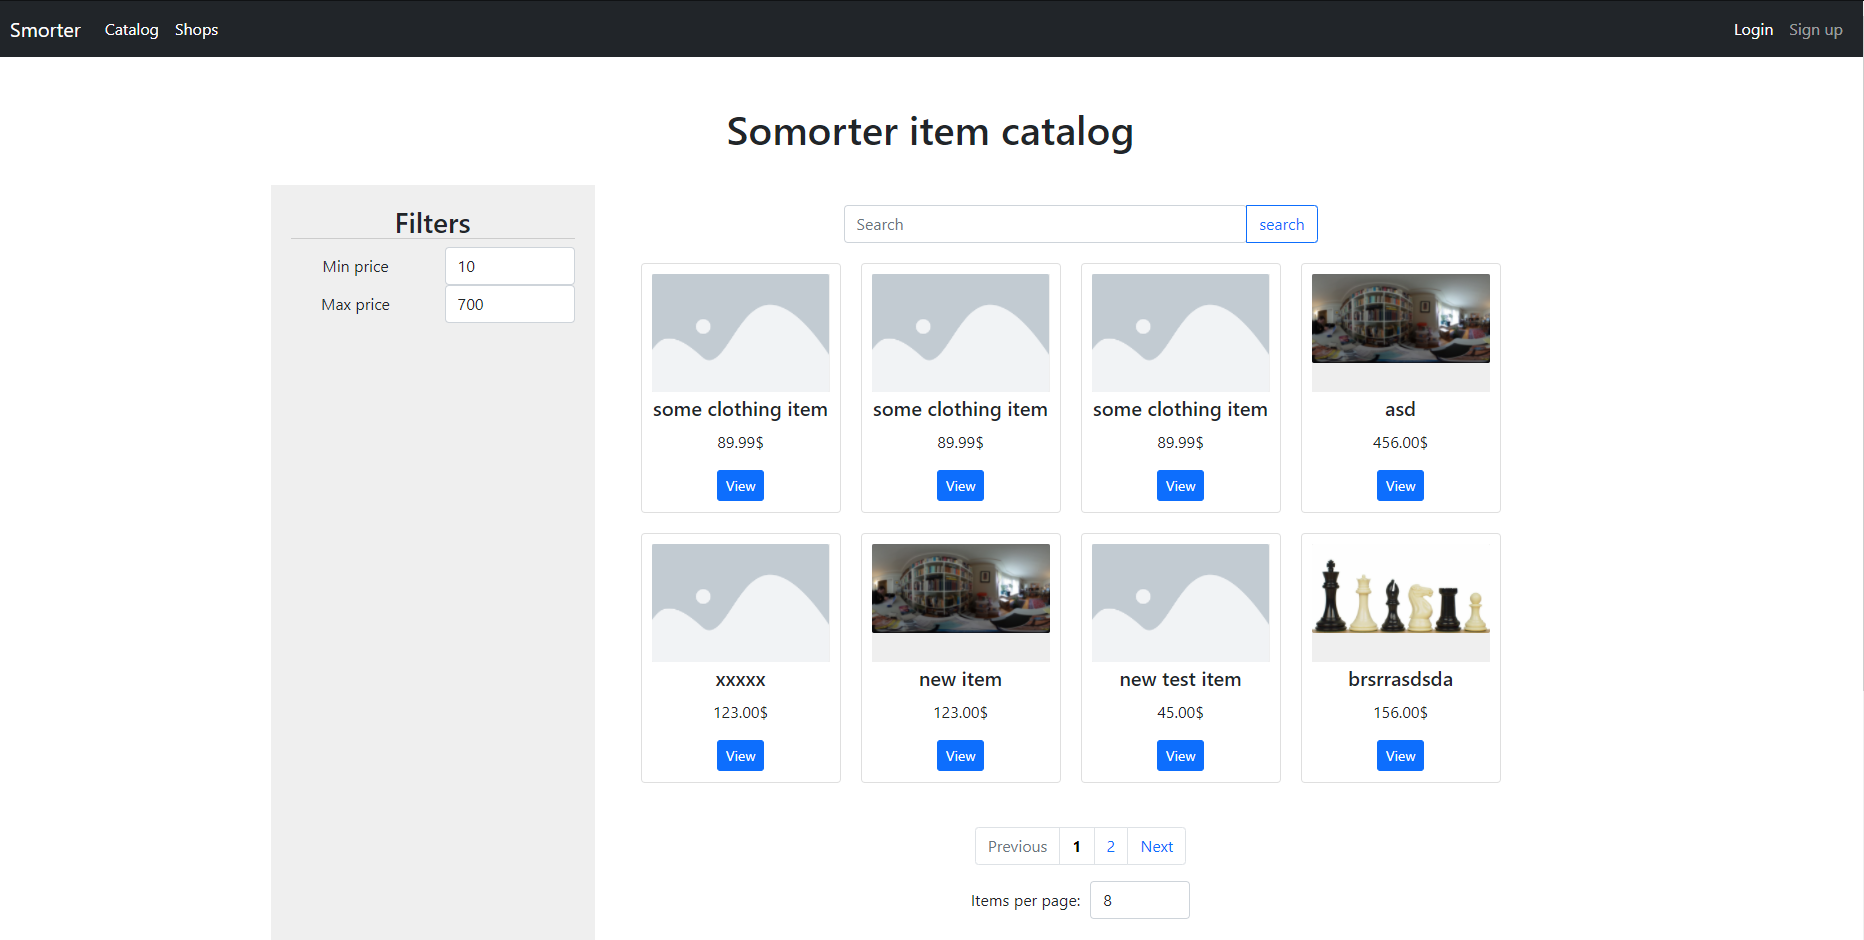 Smorter Catalog Shops Login Sign up
Somorter item catalog
Filters
Min price 10
Max price 700
Search search
some clothing item some clothing item some clothing item asd
89.99$ 89.99$ 89.99$ 456.00$
View View View View
xxxxx new item new test item brsrrasdsda
123.00$ 123.00$ 45.00$ 156.00$
View View View View
Previous 1 2 Next
Items per page: 8